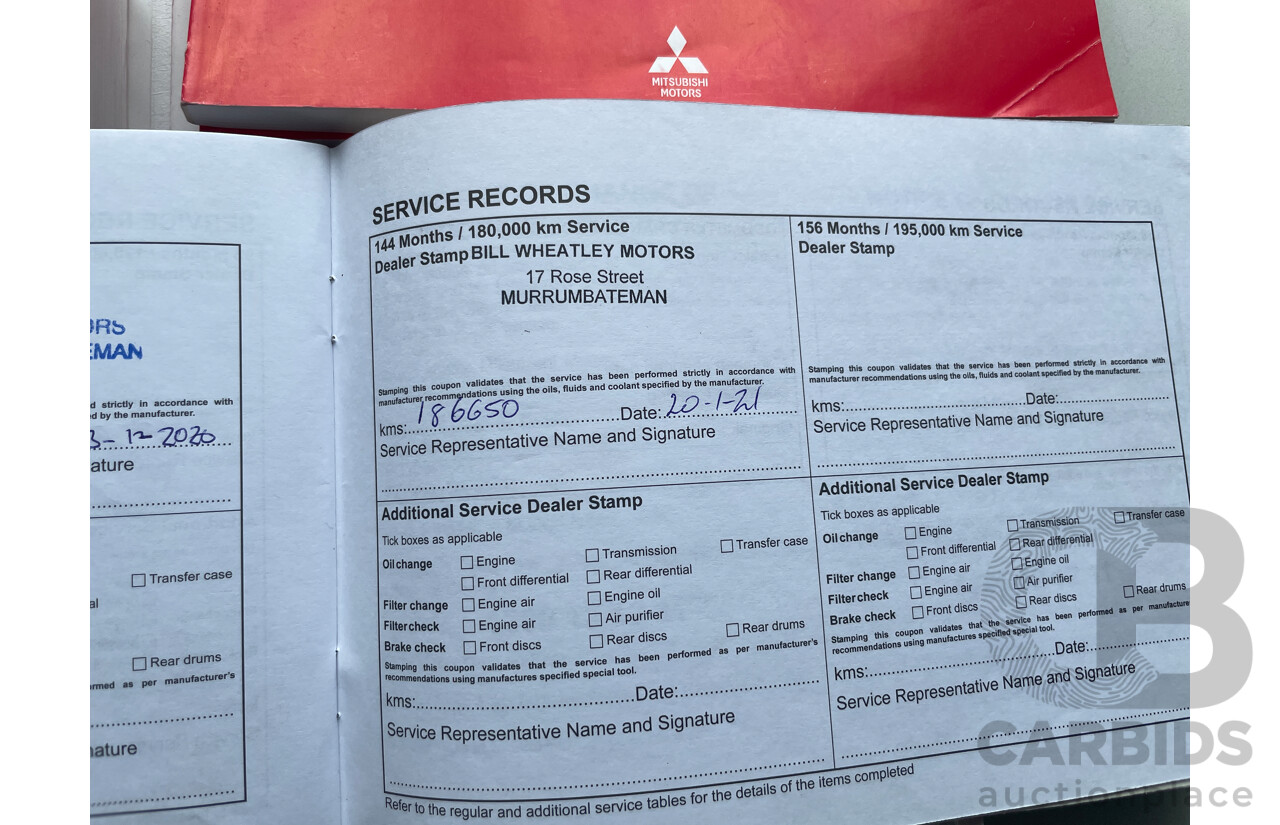 MITSUBISHI
MOTORS
MAN
d strictly in accordance with
ed by the manufacturer.
-12-2020
ature
Transfer case
al
Rear drums
rmed as per manufacturer's
nature
SERVICE RECORDS
144 Months / 180,000 km Service
Dealer Stamp BILL WHEATLEY MOTORS
17 Rose Street
MURRUMBATEMAN
Stamping this coupon validates that the service has been performed strictly in accordance with
manufacturer recommendations using the oils, fluids and coolant specified by the manufacturer.
kms: 186650 Date: 20-1-21
Service Representative Name and Signature
156 Months / 195,000 km Service
Dealer Stamp
Stamping this coupon validates that the service has been performed strictly in accordance with
manufacturer recommendations using the oils, fluids and coolant specified by the manufacturer.
kms: Date:
Service Representative Name and Signature
Additional Service Dealer Stamp
Tick boxes as applicable
Oil change Engine Transmission Transfer case
Front differential Rear differential
Filter change Engine air Engine oil
Filter check Engine air Air purifier
Brake check Front discs Rear discs Rear drums
Stamping this coupon validates that the service has been performed as per manufacturer's
recommendations using manufactures specified special tool.
kms: Date:
Service Representative Name and Signature
Additional Service Dealer Stamp
Tick boxes as applicable
Oil change Engine Transmission Transfer case
Front differential Rear differential
Filter change Engine air Engine oil
Filter check Engine air Air purifier
Brake check Front discs Rear discs Rear drums
Stamping this coupon validates that the service has been performed as per manufacture
recommendations using manufactures specified special tool.
kms: Date:
Service Representative Name and Signature
Refer to the regular and additional service tables for the details of the items completed
CARBIDS
auctionplace